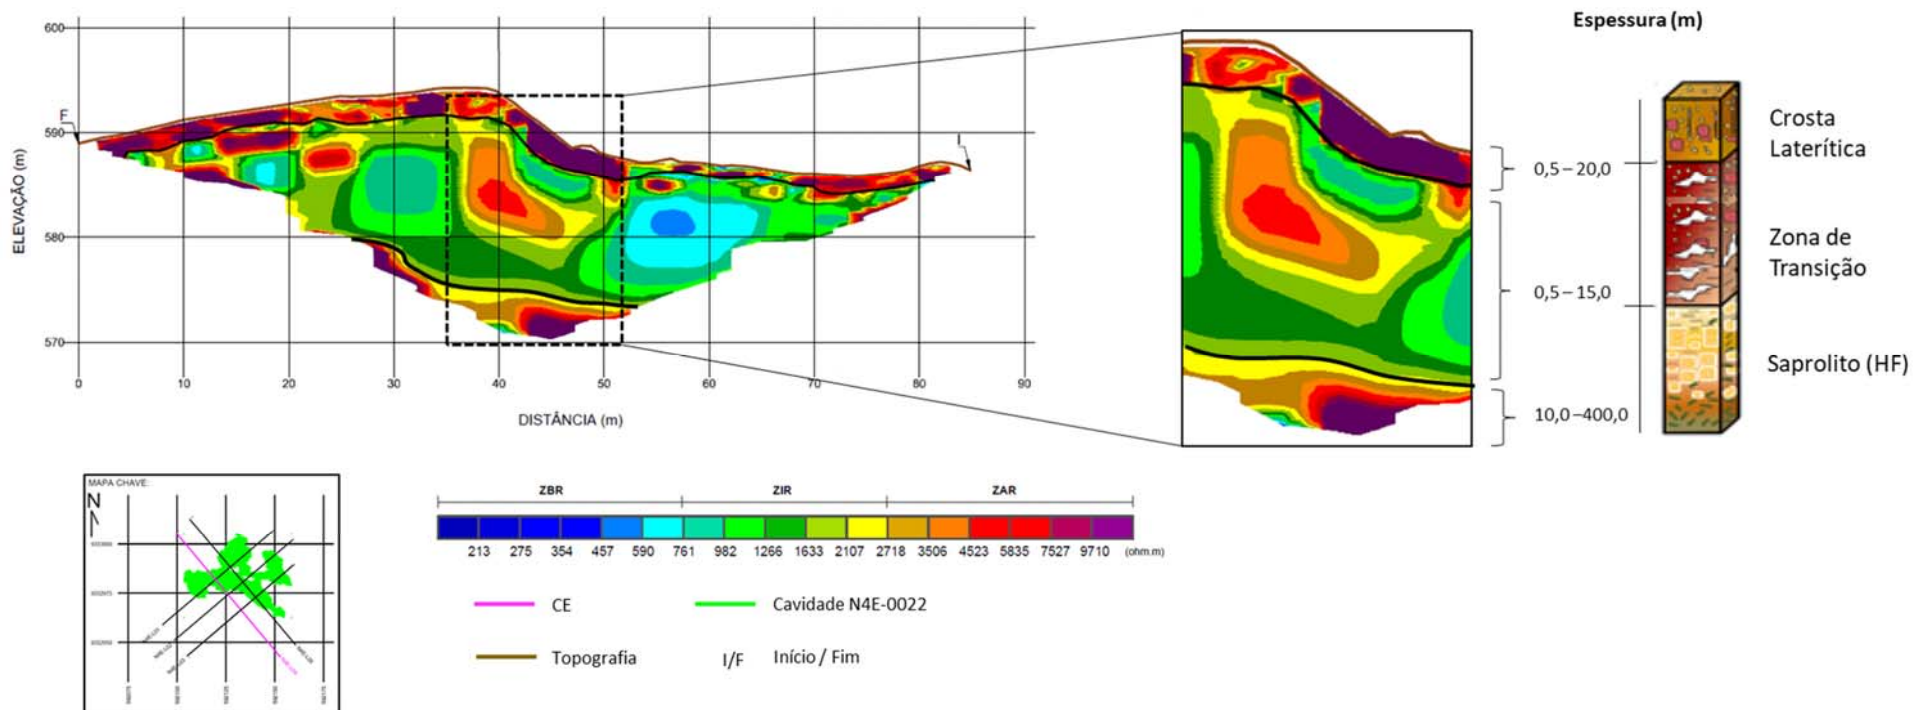 Espessura (m)
600
590
580
570
ELEVAÇÃO (m)
F
I
0 10 20 30 40 50 60 70 80 90
DISTÂNCIA (m)
Crosta
Laterítica
0,5 – 20,0
Zona de
Transição
0,5 – 15,0
Saprolito (HF)
10,0 –400,0
MAPA CHAVE:
N
ZBR ZIR ZAR
213 275 354 457 590 761 982 1266 1633 2107 2718 3506 4523 5835 7527 9710 (ohm.m)
CE
Cavidade N4E-0022
Topografia
I/F Início / Fim